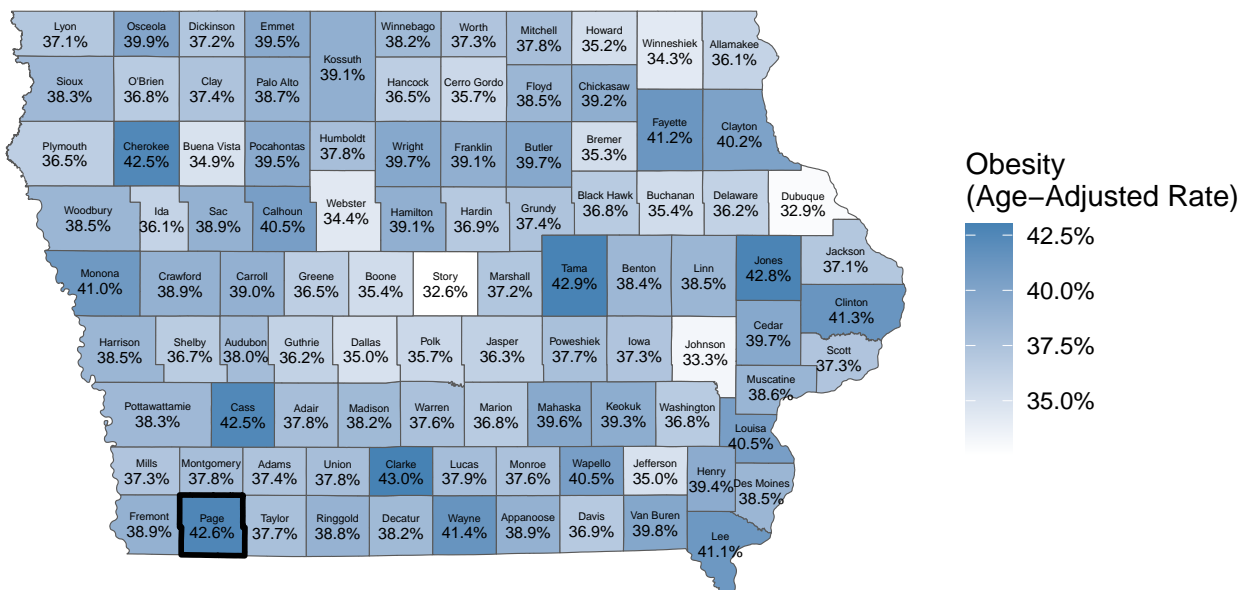 Lyon
37.1%
Osceola
39.9%
Dickinson
37.2%
Emmet
39.5%
Kossuth
39.1%
Winnebago
38.2%
Worth
37.3%
Mitchell
37.8%
Howard
35.2%
Winneshiek
34.3%
Allamakee
36.1%
Sioux
38.3%
O'Brien
36.8%
Clay
37.4%
Palo Alto
38.7%
Hancock
36.5%
Cerro Gordo
35.7%
Floyd
38.5%
Chickasaw
39.2%
Fayette
41.2%
Clayton
40.2%
Plymouth
36.5%
Cherokee
42.5%
Buena Vista
34.9%
Pocahontas
39.5%
Humboldt
37.8%
Wright
39.7%
Franklin
39.1%
Butler
39.7%
Bremer
35.3%
Woodbury
38.5%
Ida
36.1%
Sac
38.9%
Calhoun
40.5%
Webster
34.4%
Hamilton
39.1%
Hardin
36.9%
Grundy
37.4%
Black Hawk
36.8%
Buchanan
35.4%
Delaware
36.2%
Dubuque
32.9%
Monona
41.0%
Crawford
38.9%
Carroll
39.0%
Greene
36.5%
Boone
35.4%
Story
32.6%
Marshall
37.2%
Tama
42.9%
Benton
38.4%
Linn
38.5%
Jones
42.8%
Jackson
37.1%
Clinton
41.3%
Harrison
38.5%
Shelby
36.7%
Audubon
38.0%
Guthrie
36.2%
Dallas
35.0%
Polk
35.7%
Jasper
36.3%
Poweshiek
37.7%
Iowa
37.3%
Johnson
33.3%
Cedar
39.7%
Scott
37.3%
Muscatine
38.6%
Pottawattamie
38.3%
Cass
42.5%
Adair
37.8%
Madison
38.2%
Warren
37.6%
Marion
36.8%
Mahaska
39.6%
Keokuk
39.3%
Washington
36.8%
Louisa
40.5%
Mills
37.3%
Montgomery
37.8%
Adams
37.4%
Union
37.8%
Clarke
43.0%
Lucas
37.9%
Monroe
37.6%
Wapello
40.5%
Jefferson
35.0%
Henry
39.4%
Des Moines
38.5%
Fremont
38.9%
Page
42.6%
Taylor
37.7%
Ringgold
38.8%
Decatur
38.2%
Wayne
41.4%
Appanoose
38.9%
Davis
36.9%
Van Buren
39.8%
Lee
41.1%
Obesity
(Age−Adjusted Rate)
42.5%
40.0%
37.5%
35.0%